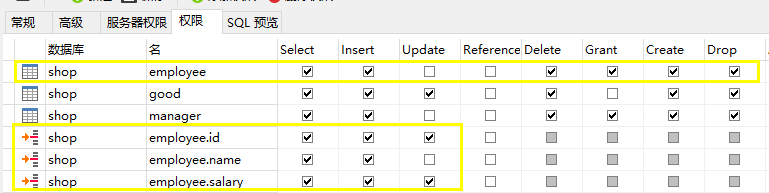 常规 高级 服务器权限 权限 SQL 预览
数据库 名 Select Insert Update Reference Delete Grant Create Drop
shop employee
shop good
shop manager
shop employee.id
shop employee.name
shop employee.salary